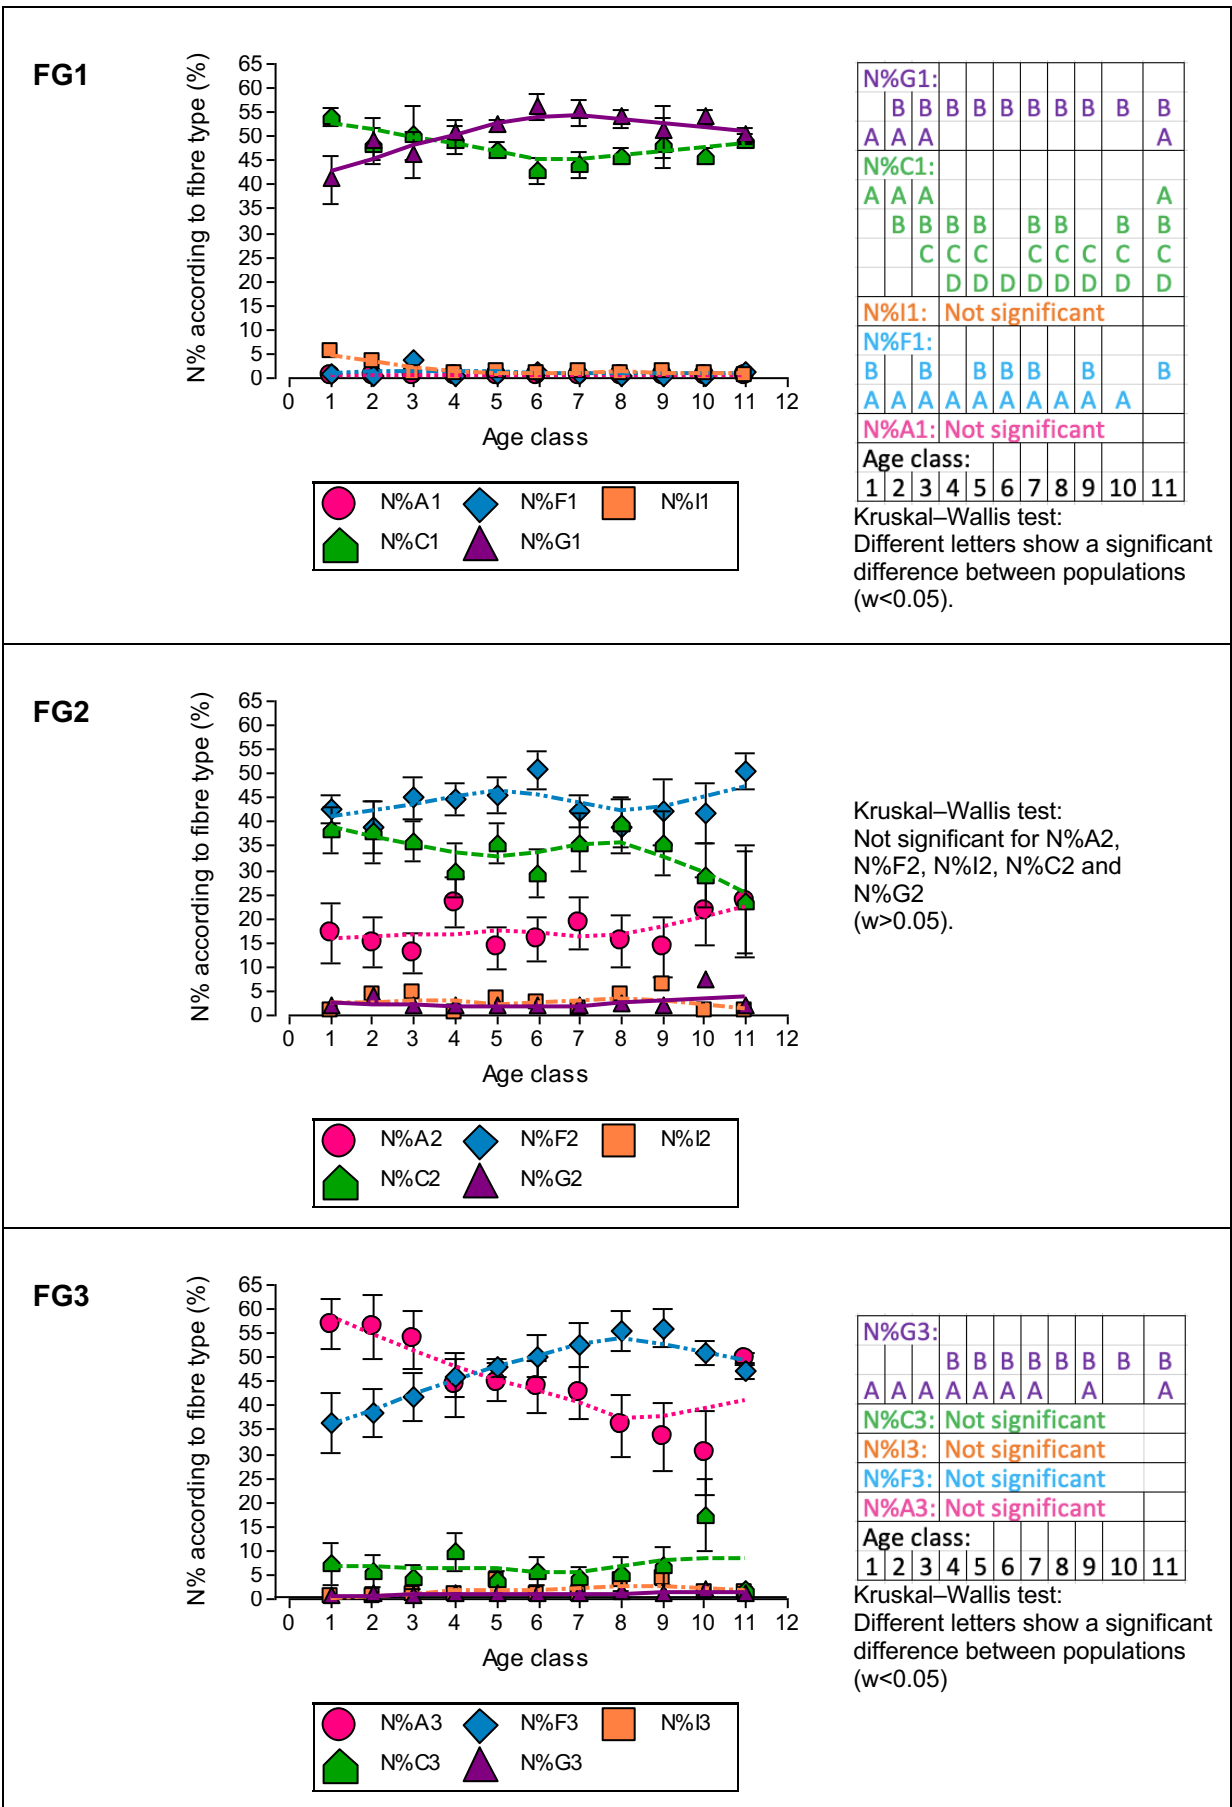 FG1
N% according to fibre type (%)
65
60
55
50
45
40
35
30
25
20
15
10
5
0
0 1 2 3 4 5 6 7 8 9 10 11 12
Age class
N%A1 N%F1 N%I1
N%C1 N%G1
N%G1:
B B B B B B B B B B
A A A A
N%C1:
A A A A
B B B B B B B B
C C C C C C C C
D D D D D D D D
N%I1: Not significant
N%F1:
B B B B B B B
A A A A A A A A A A
N%A1: Not significant
Age class:
1 2 3 4 5 6 7 8 9 10 11
Kruskal–Wallis test:
Different letters show a significant
difference between populations
(w<0.05).
FG2
N% according to fibre type (%)
65
60
55
50
45
40
35
30
25
20
15
10
5
0
0 1 2 3 4 5 6 7 8 9 10 11 12
Age class
N%A2 N%F2 N%I2
N%C2 N%G2
Kruskal–Wallis test:
Not significant for N%A2,
N%F2, N%I2, N%C2 and
N%G2
(w>0.05).
FG3
N% according to fibre type (%)
65
60
55
50
45
40
35
30
25
20
15
10
5
0
0 1 2 3 4 5 6 7 8 9 10 11 12
Age class
N%A3 N%F3 N%I3
N%C3 N%G3
N%G3:
B B B B B B B B
A A A A A A A A A
N%C3: Not significant
N%I3: Not significant
N%F3: Not significant
N%A3: Not significant
Age class:
1 2 3 4 5 6 7 8 9 10 11
Kruskal–Wallis test:
Different letters show a significant
difference between populations
(w<0.05)